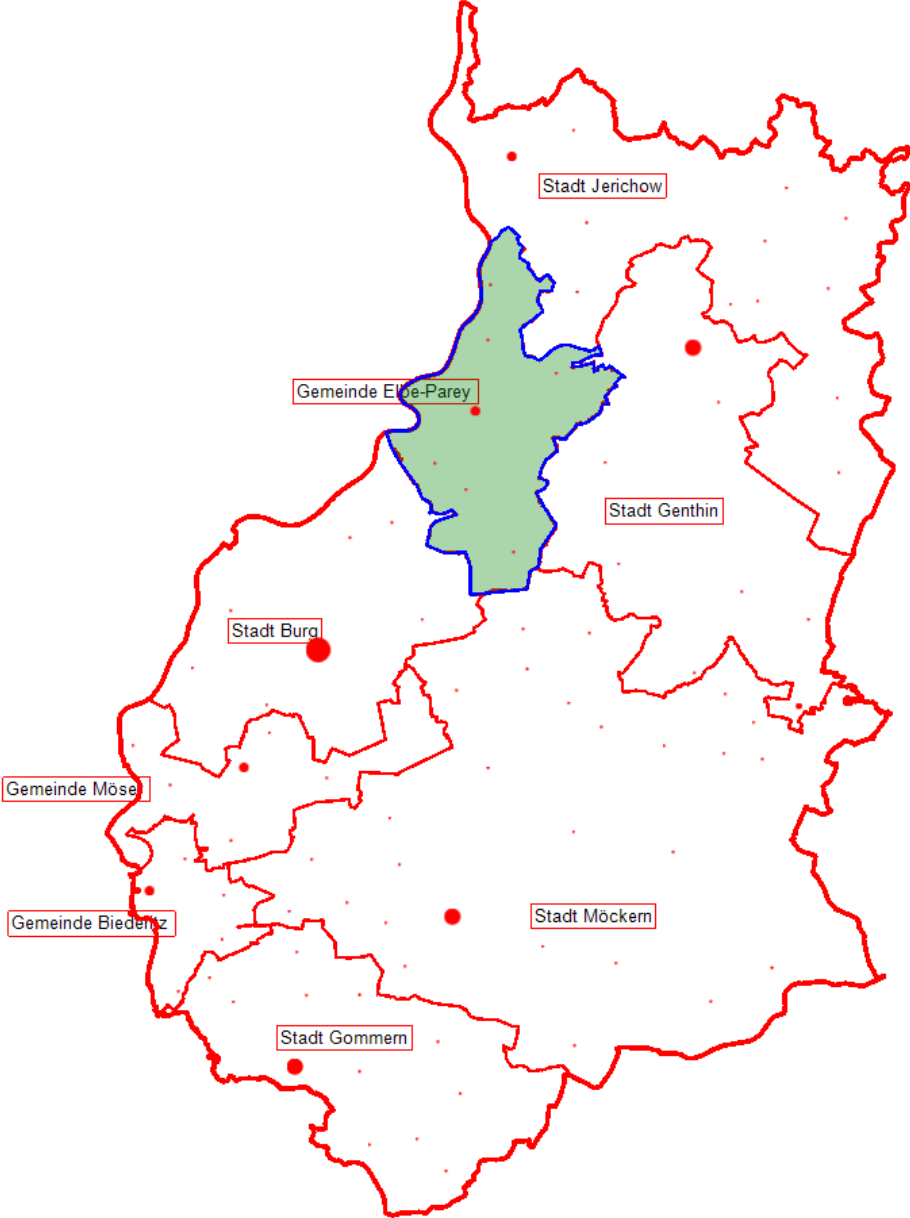 Stadt Jerichow
Gemeinde Elbe-Parey
Stadt Genthin
Stadt Burg
Gemeinde Möser
Gemeinde Biederitz
Stadt Möckern
Stadt Gommern